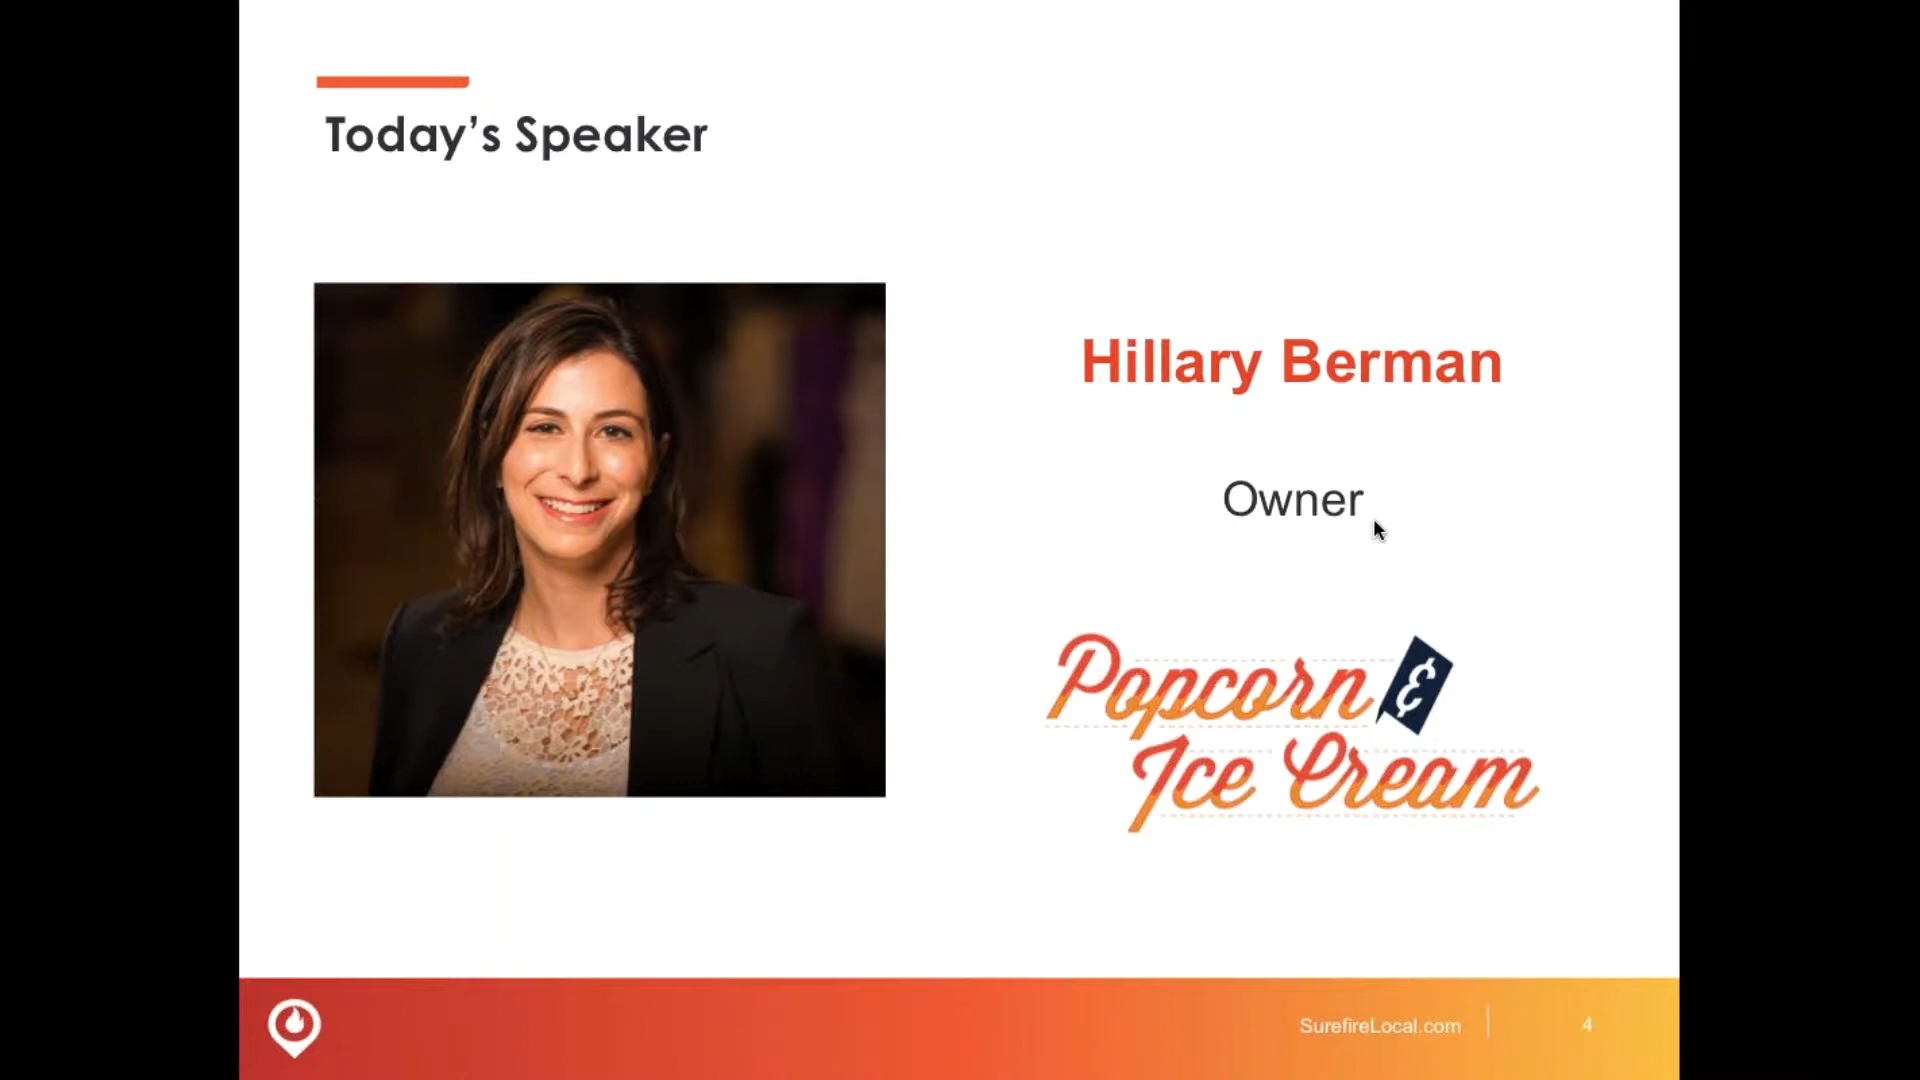 Today’s Speaker
Hillary Berman
Owner
Popcorn &
Ice Cream
SurefireLocal.com
4